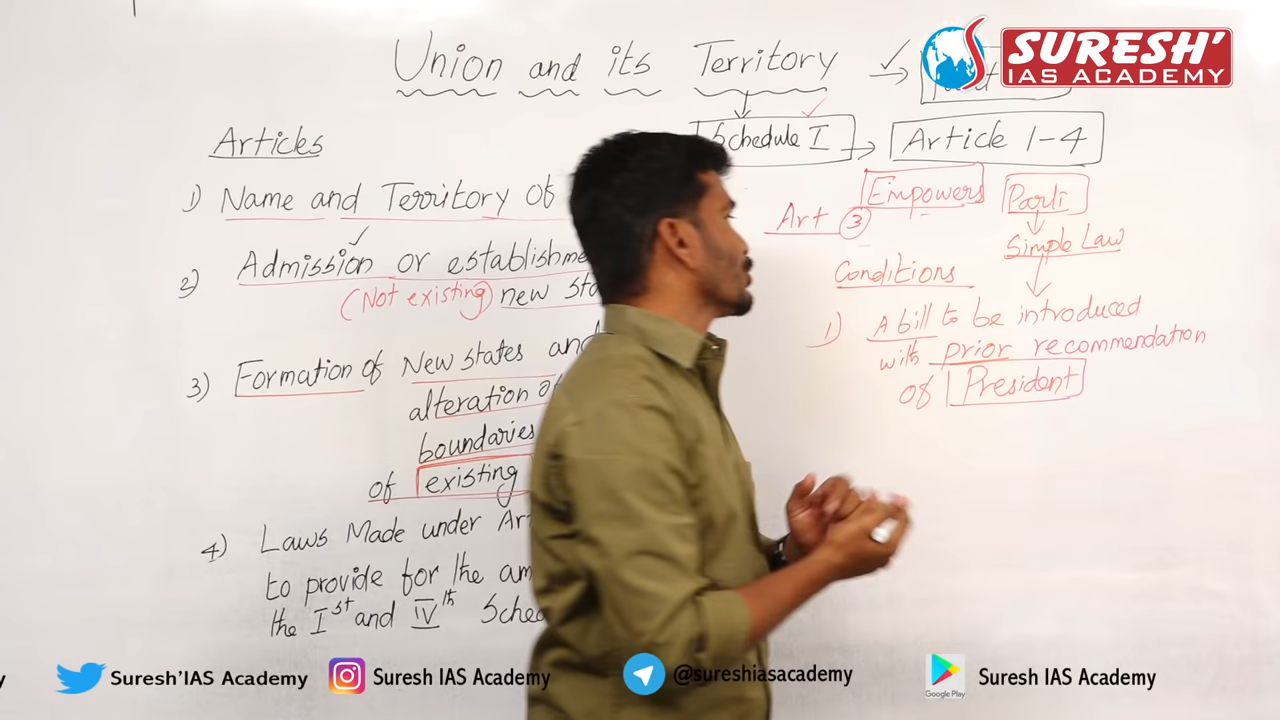 Union and its Territory
SURESH'
IAS ACADEMY
Schedule I
Article 1-4
Articles
1) Name and Territory of
2) Admission or establishme
(Not existing) new sta
3) Formation of New states and
alteration of
boundaries
of existing
4) Laws Made under Ar
to provide for the am
the Ist and IVth Sched
Art 3
Empowers
Parli
Simple Law
Conditions
1) A bill to be introduced
with prior recommendation
of President
Suresh'IAS Academy
Suresh IAS Academy
@sureshiasacademy
Google Play
Suresh IAS Academy